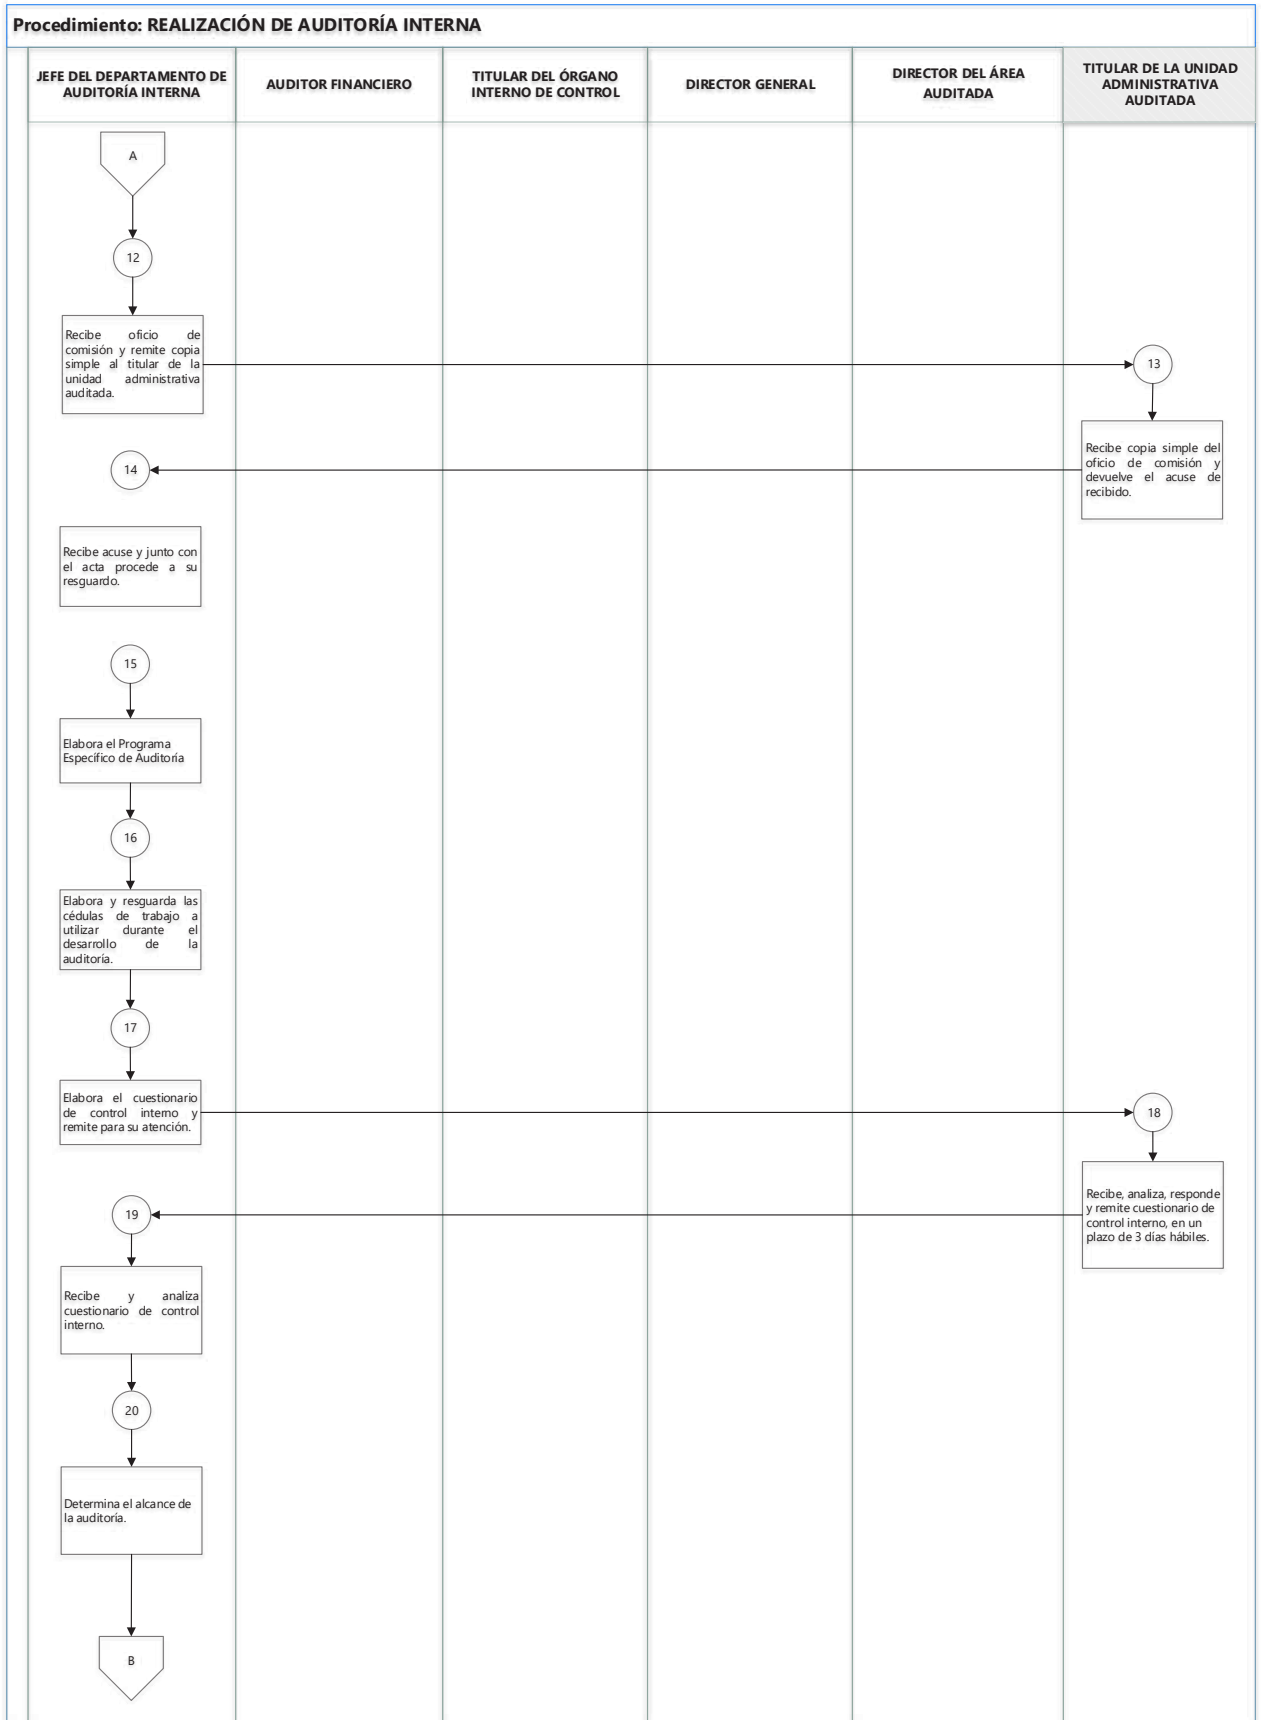 Procedimiento: REALIZACIÓN DE AUDITORÍA INTERNA
JEFE DEL DEPARTAMENTO DE
AUDITORÍA INTERNA
AUDITOR FINANCIERO
TITULAR DEL ÓRGANO
INTERNO DE CONTROL
DIRECTOR GENERAL
DIRECTOR DEL ÁREA
AUDITADA
TITULAR DE LA UNIDAD
ADMINISTRATIVA
AUDITADA
A
12
Recibe oficio de
comisión y remite copia
simple al titular de la
unidad administrativa
auditada.
13
Recibe copia simple del
oficio de comisión y
devuelve el acuse de
recibido.
14
Recibe acuse y junto con
el acta procede a su
resguardo.
15
Elabora el Programa
Específico de Auditoría
16
Elabora y resguarda las
cédulas de trabajo a
utilizar durante el
desarrollo de la
auditoría.
17
Elabora el cuestionario
de control interno y
remite para su atención.
18
Recibe, analiza, responde
y remite cuestionario de
control interno, en un
plazo de 3 días hábiles.
19
Recibe y analiza
cuestionario de control
interno.
20
Determina el alcance de
la auditoría.
B